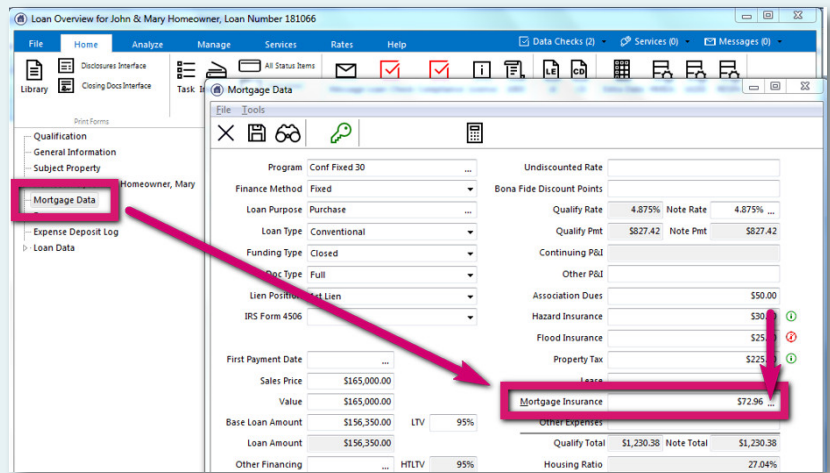 Loan Overview for John & Mary Homeowner, Loan Number 181066
File Home Analyze Manage Services Rates Help Data Checks (2) Services (0) Messages (0)
Disclosures Interface
Closing Docs Interface
All Status Items
LE CD
Library
Task
Print Forms
Mortgage Data
File Tools
Qualification
General Information
Subject Property
Homeowner, Mary
Mortgage Data
Expense Deposit Log
Loan Data
Program Conf Fixed 30 ... Undiscounted Rate
Finance Method Fixed Bona Fide Discount Points
Loan Purpose Purchase ... Qualify Rate 4.875% Note Rate 4.875% ...
Loan Type Conventional Qualify Pmt $827.42 Note Pmt $827.42
Funding Type Closed Continuing P&I
Doc Type Full Other P&I
Lien Position 1st Lien Association Dues $50.00
IRS Form 4506 Hazard Insurance
Flood Insurance
First Payment Date ... Property Tax
Sales Price $165,000.00 Lease
Value $165,000.00 Mortgage Insurance $72.96 ...
Base Loan Amount $156,350.00 LTV 95% Other Expenses
Loan Amount $156,350.00 Qualify Total $1,230.38 Note Total $1,230.38
Other Financing ... HTLTV 95% Housing Ratio 27.04%